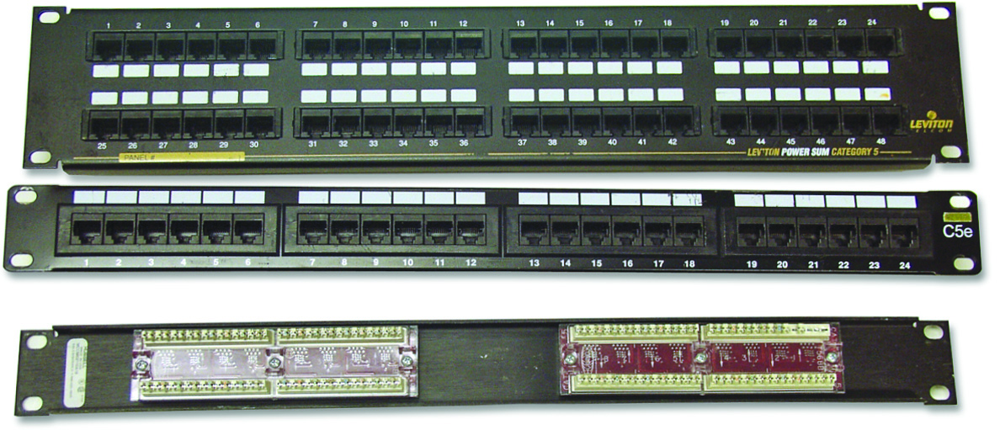 1 2 3 4 5 6 7 8 9 10 11 12 13 14 15 16 17 18 19 20 21 22 23 24
25 26 27 28 29 30 31 32 33 34 35 36 37 38 39 40 41 42 43 44 45 46 47 48
LEVITON
TELCOM
PANEL #
LEVITON POWER SUM CATEGORY 5
C5e
1 2 3 4 5 6 7 8 9 10 11 12 13 14 15 16 17 18 19 20 21 22 23 24